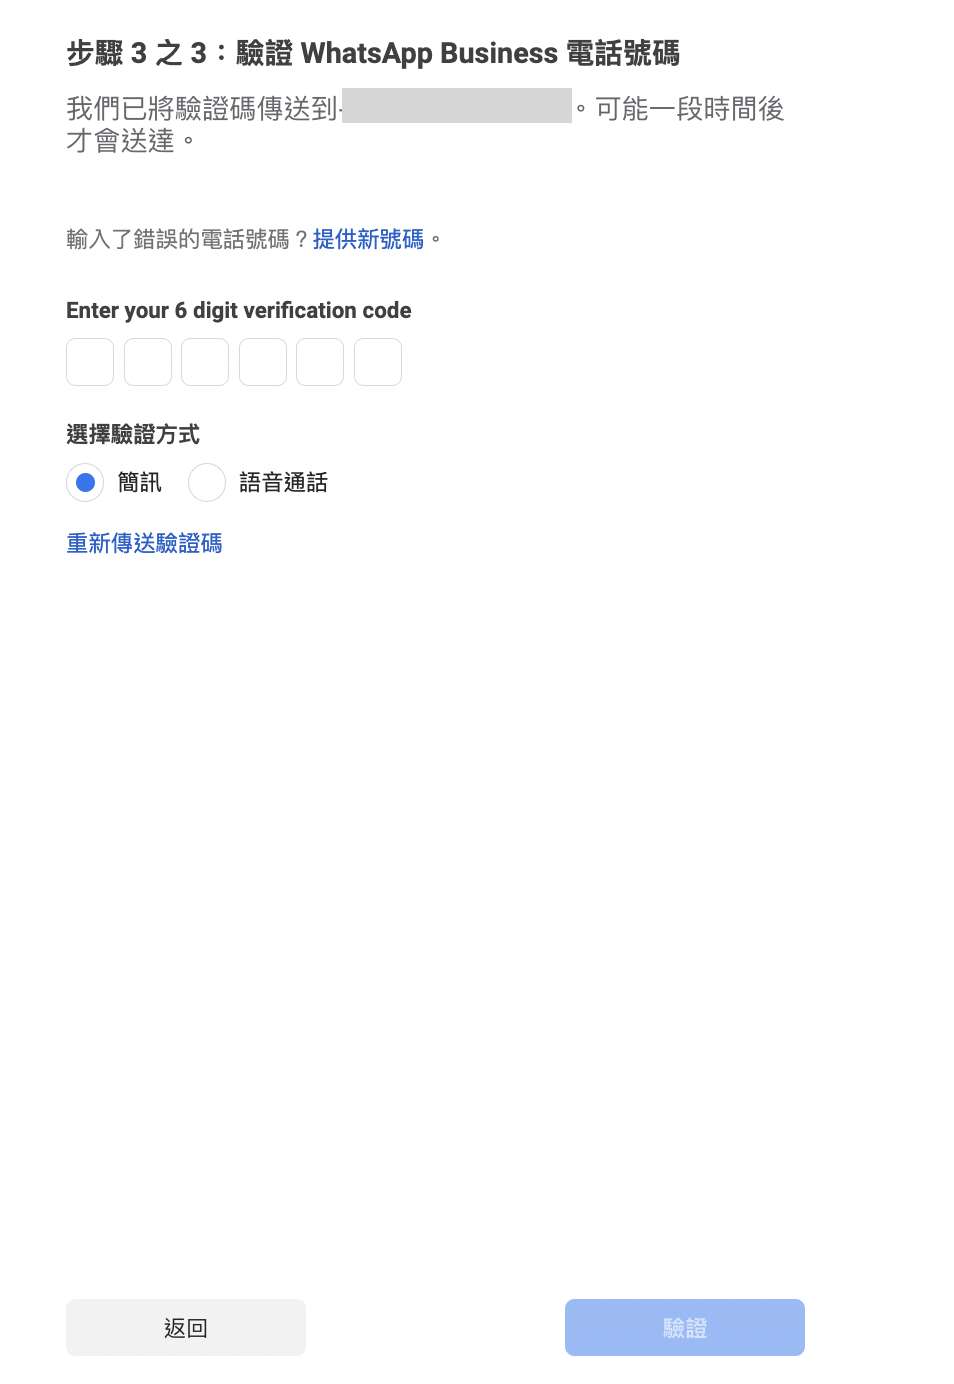 步驟 3 之 3：驗證 WhatsApp Business 電話號碼
我們已將驗證碼傳送到 。可能一段時間後
才會送達。
輸入了錯誤的電話號碼？提供新號碼。
Enter your 6 digit verification code
選擇驗證方式
簡訊 語音通話
重新傳送驗證碼
返回 驗證